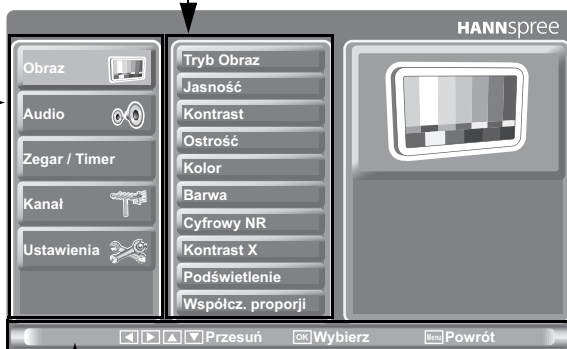 HANNspree
Obraz
Audio
Zegar / Timer
Kanał
Ustawienia
Tryb Obraz
Jasność
Kontrast
Ostrość
Kolor
Barwa
Cyfrowy NR
Kontrast X
Podświetlenie
Współcz. proporji
Przesuń OK Wybierz Menu Powrót